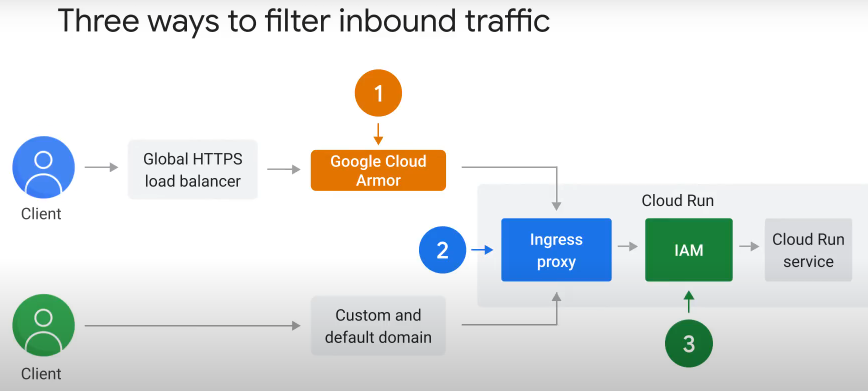 Three ways to filter inbound traffic
1
Client
Global HTTPS
load balancer
Google Cloud
Armor
Cloud Run
2
Ingress
proxy
IAM
Cloud Run
service
3
Client
Custom and
default domain